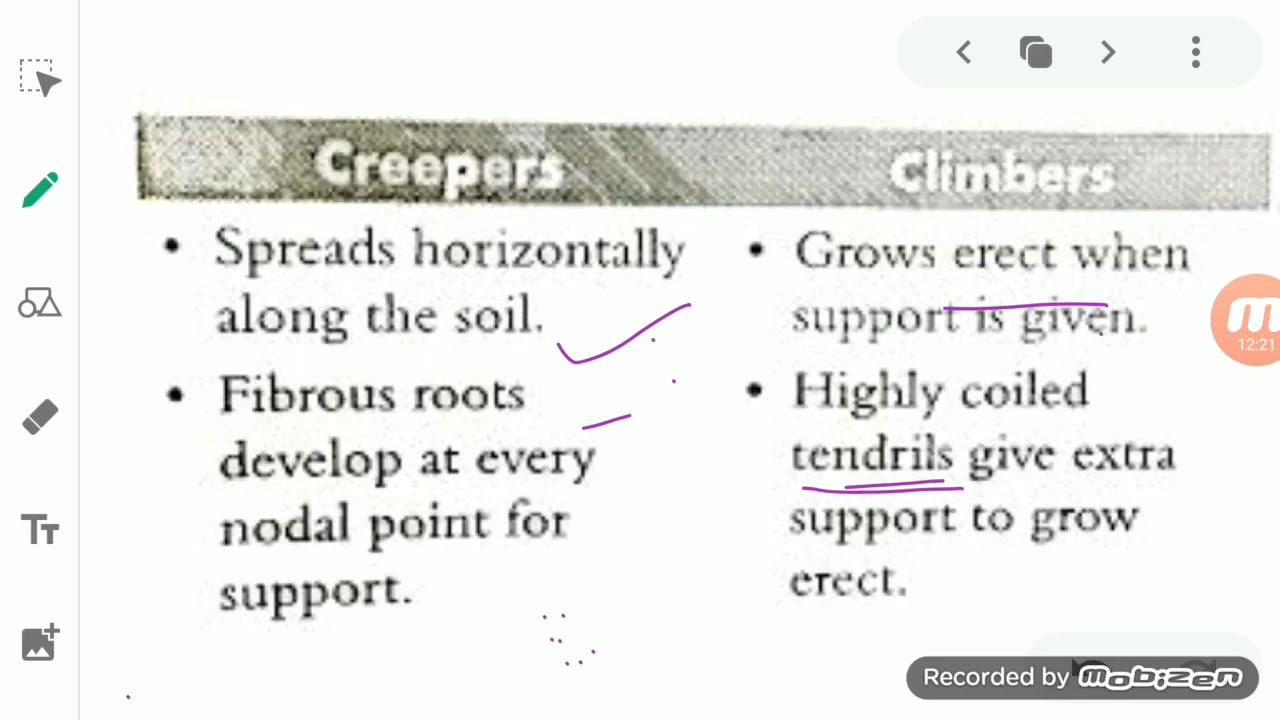 Creepers
Climbers
• Spreads horizontally
along the soil.
• Fibrous roots
develop at every
nodal point for
support.
• Grows erect when
support is given.
• Highly coiled
tendrils give extra
support to grow
erect.
12:21
Tт
Recorded by mobizen